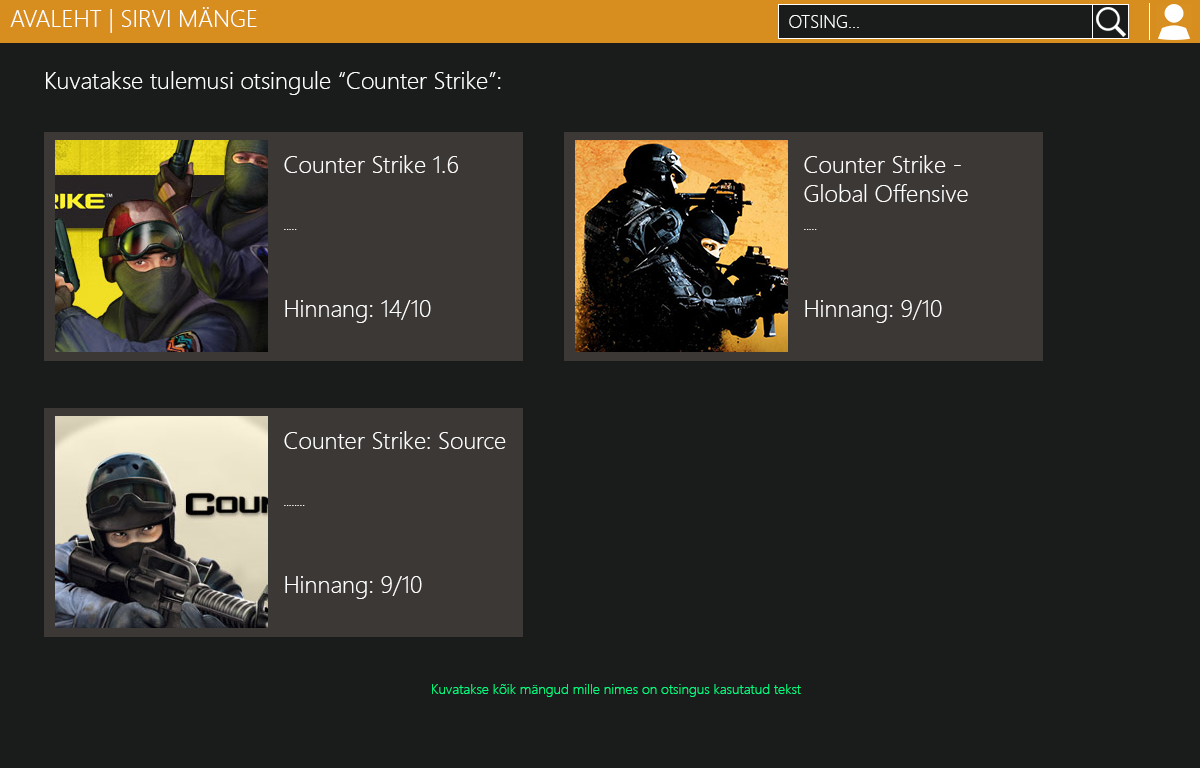 AVALEHT | SIRVI MÄNGE
OTSING...
Kuvatakse tulemusi otsingule “Counter Strike”:
RIKE™
Counter Strike 1.6
.....
Hinnang: 14/10
Counter Strike -
Global Offensive
.....
Hinnang: 9/10
Coun
Counter Strike: Source
........
Hinnang: 9/10
Kuvatakse kõik mängud mille nimes on otsingus kasutatud tekst